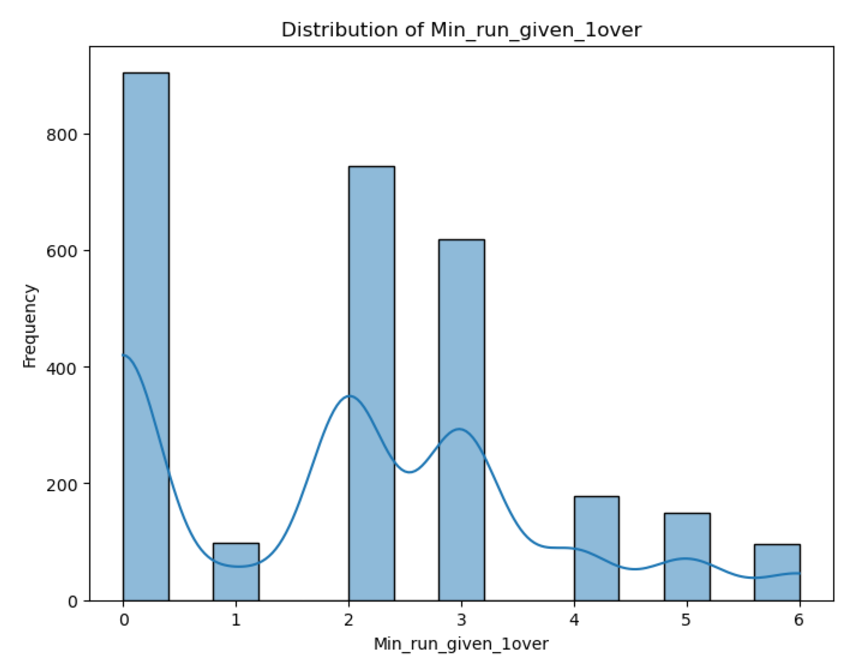 Distribution of Min_run_given_1over
800
600
400
200
0
Frequency
0 1 2 3 4 5 6
Min_run_given_1over